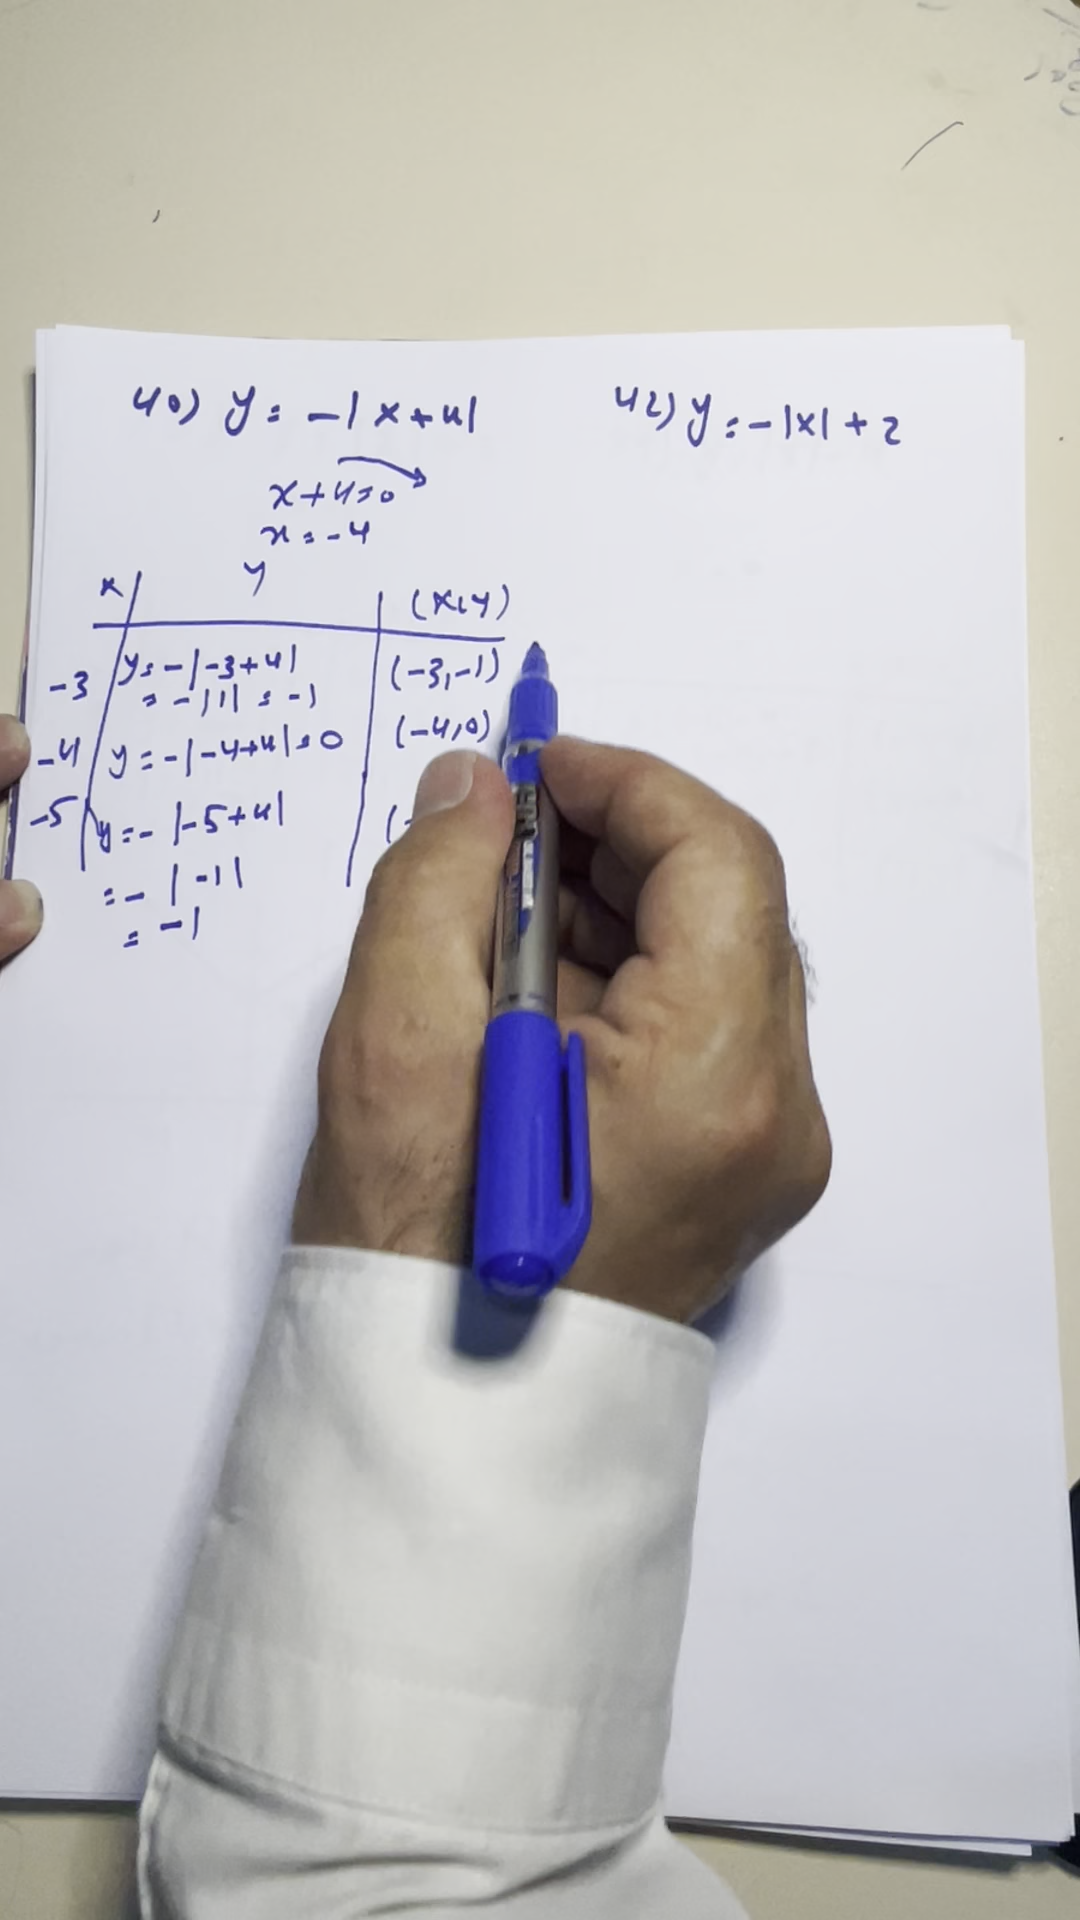 40) y = -|x+4|
x+4=0
x = -4
x y (x,y)
-3 y = -|-3+4| (-3,-1)
= -|1| = -1
-4 y = -|-4+4| = 0 (-4,0)
-5 y = -|-5+4| (-
= -|-1|
= -1
42) y = -|x| + 2